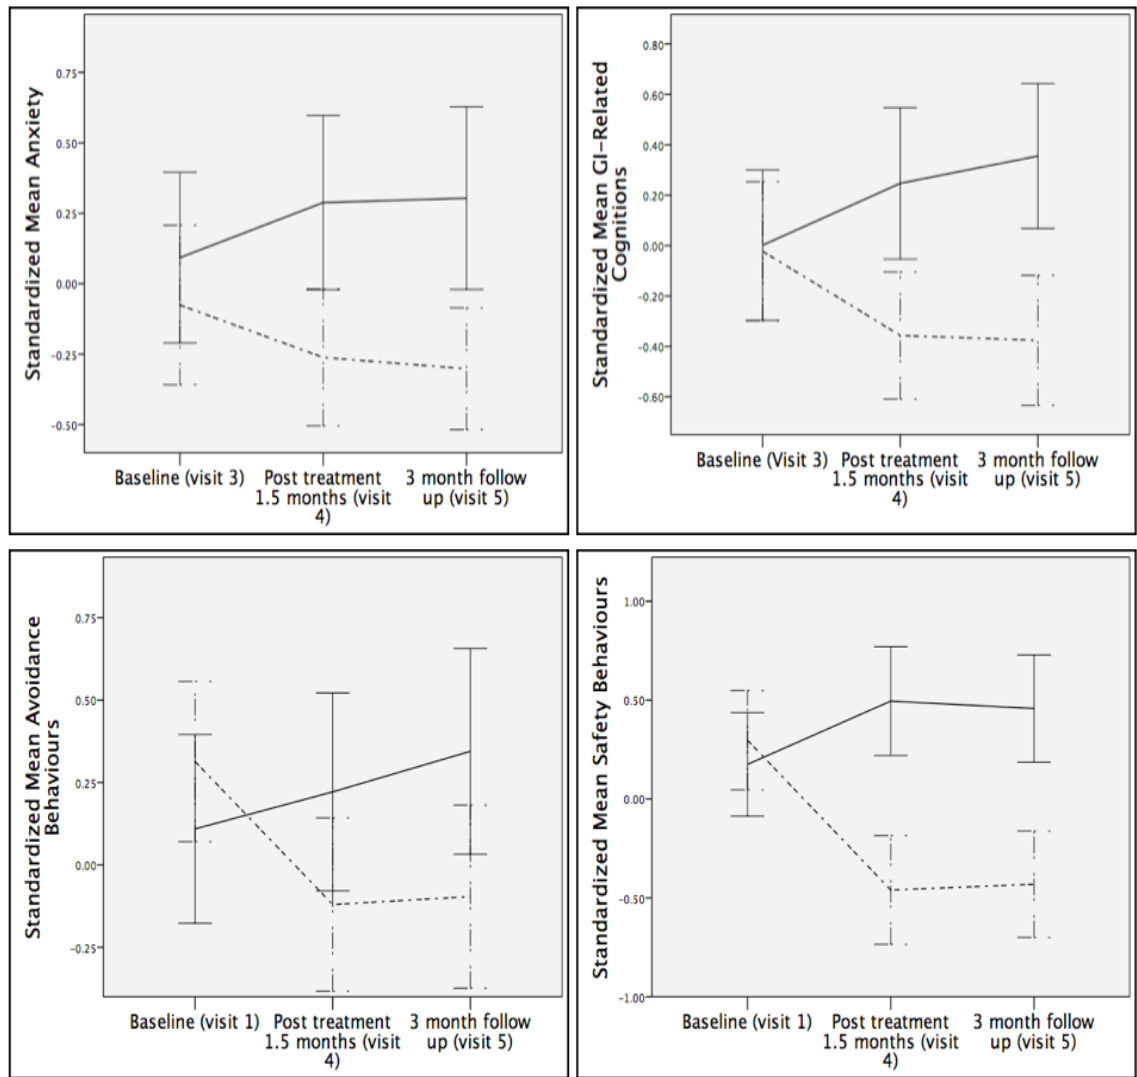 Standardized Mean Anxiety
0.75
0.50
0.25
0.00
-0.25
-0.50
Baseline (visit 3)
Post treatment
1.5 months (visit
4)
3 month follow
up (visit 5)
Standardized Mean GI-Related
Cognitions
0.80
0.60
0.40
0.20
0.00
-0.20
-0.40
-0.60
Baseline (Visit 3)
Post treatment
1.5 months (visit
4)
3 month follow
up (visit 5)
Standardized Mean Avoidance
Behaviours
0.75
0.50
0.25
0.00
-0.25
Baseline (visit 1)
Post treatment
1.5 months (visit
4)
3 month follow
up (visit 5)
Standardized Mean Safety Behaviours
1.00
0.50
0.00
-0.50
-1.00
Baseline (visit 1)
Post treatment
1.5 months (visit
4)
3 month follow
up (visit 5)